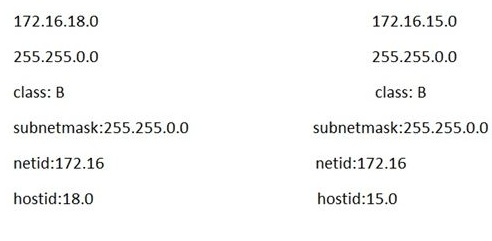 172.16.18.0 172.16.15.0
255.255.0.0 255.255.0.0
class: B class: B
subnetmask:255.255.0.0 subnetmask:255.255.0.0
netid:172.16 netid:172.16
hostid:18.0 hostid:15.0